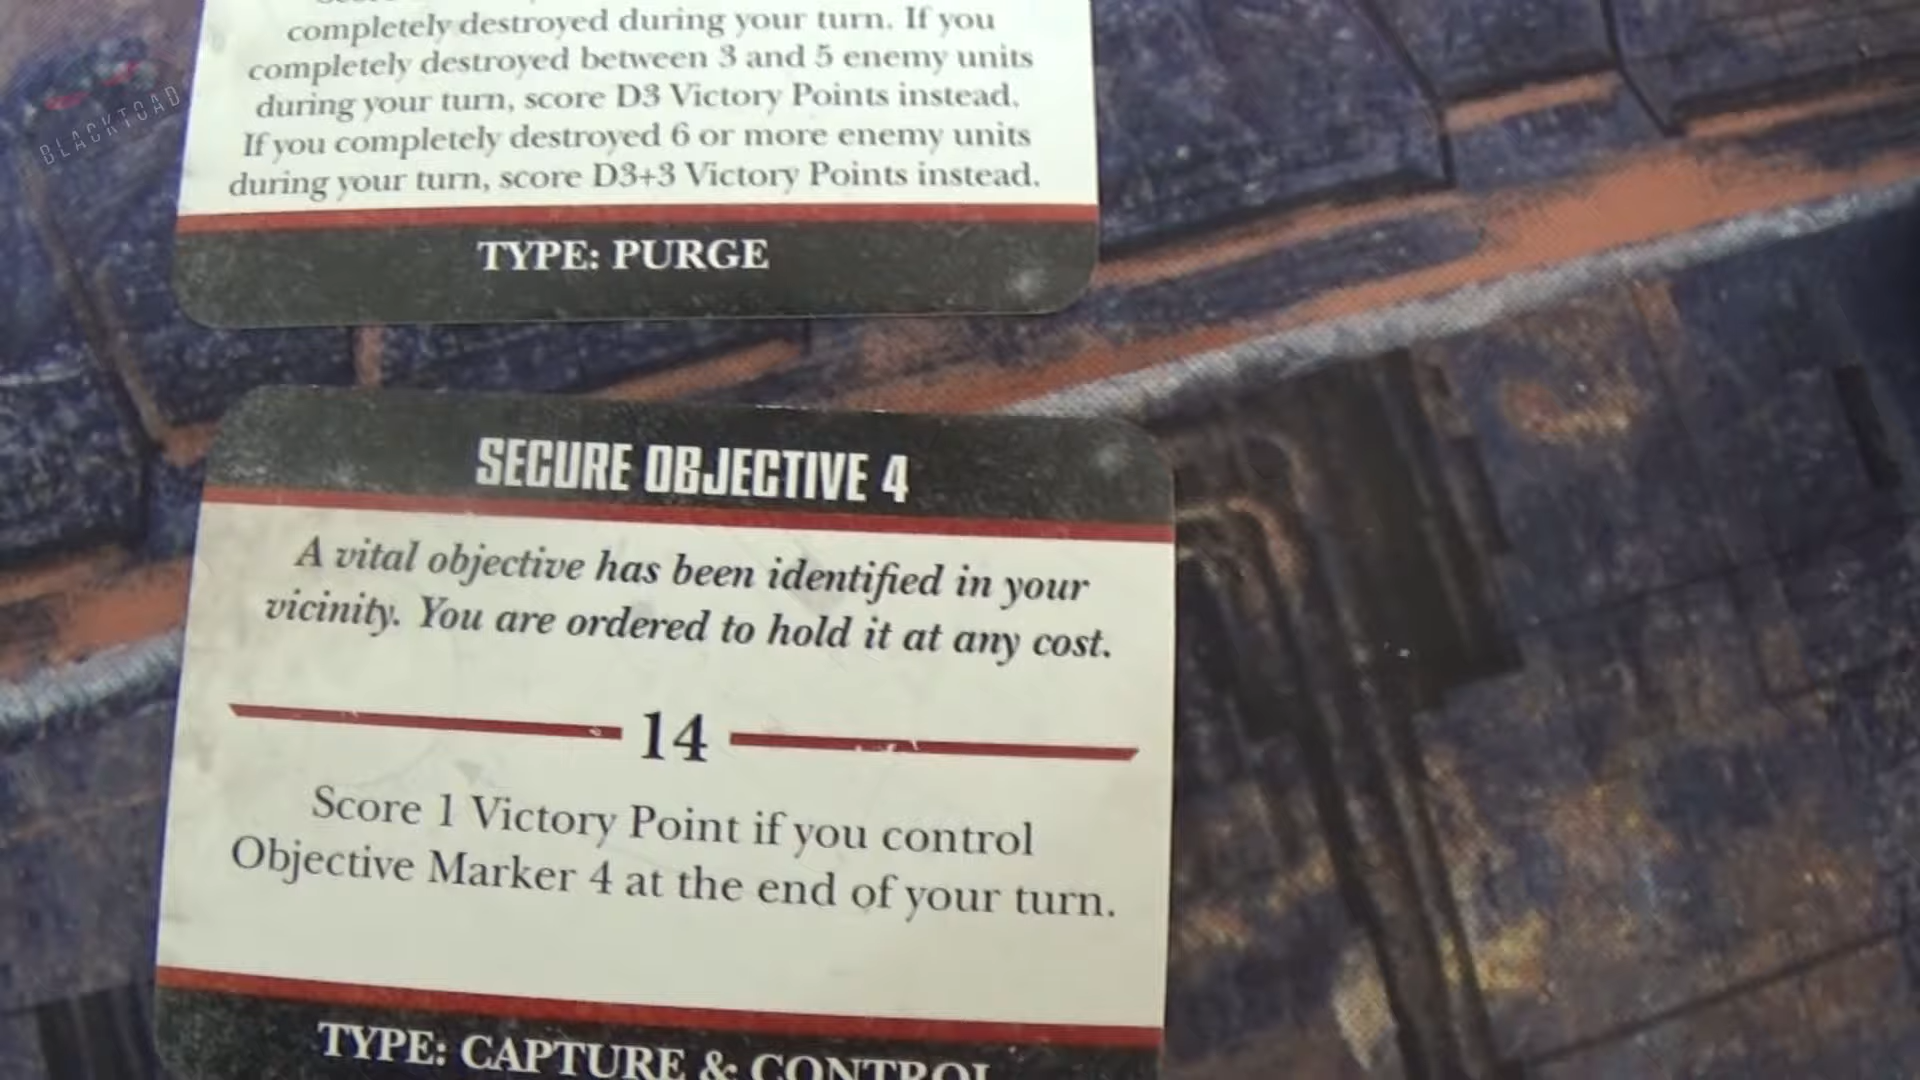 completely destroyed during your turn. If you
completely destroyed between 3 and 5 enemy units
during your turn, score D3 Victory Points instead.
If you completely destroyed 6 or more enemy units
during your turn, score D3+3 Victory Points instead.
TYPE: PURGE
BLACKTOAD
SECURE OBJECTIVE 4
A vital objective has been identified in your
vicinity. You are ordered to hold it at any cost.
14
Score 1 Victory Point if you control
Objective Marker 4 at the end of your turn.
TYPE: CAPTURE & CONTROL